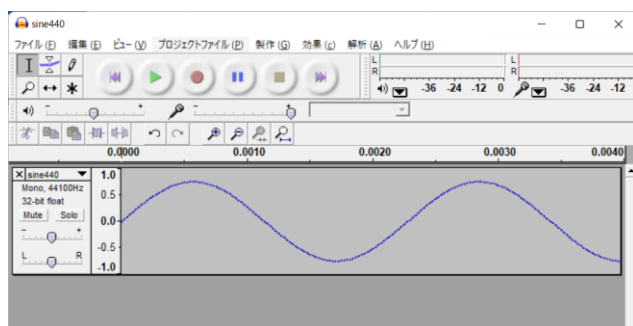 sine440
ファイル(F) 編集(E) ビュー(V) プロジェクトファイル(P) 製作(G) 効果(c) 解析(A) ヘルプ(H)
L
R
-36 -24 -12 0
L
R
-36 -24 -12
0.0000 0.0010 0.0020 0.0030 0.0040
sine440
Mono, 44100Hz
32-bit float
Mute Solo
- +
L R
1.0
0.5
0.0
-0.5
-1.0